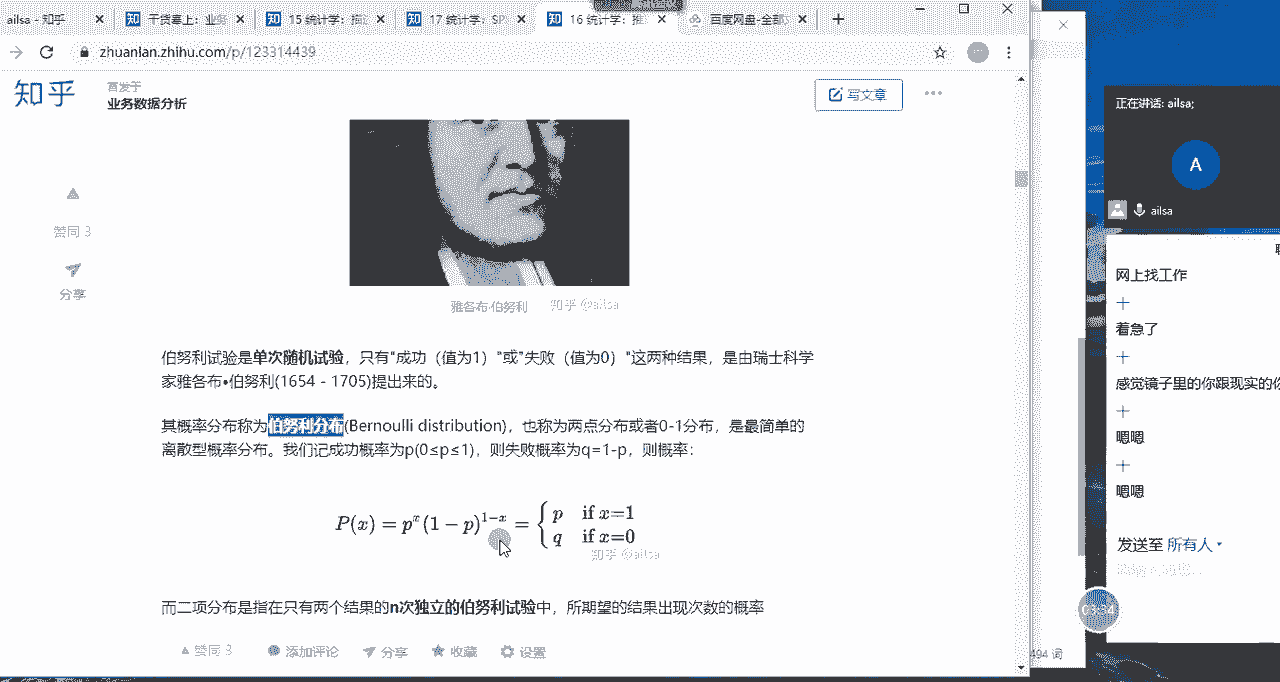 ailsa - 知乎
干货塞上：业务
15 统计学：描述
17 统计学：SP
16 统计学：推
百度网盘-全部文
zhuanlan.zhihu.com/p/123314439
知乎
首发于
业务数据分析
写文章
赞同 3
分享
雅各布·伯努利
知乎 @ailsa
伯努利试验是单次随机试验，只有"成功（值为1）"或"失败（值为0）"这两种结果，是由瑞士科学
家雅各布•伯努利(1654 - 1705)提出来的。
其概率分布称为伯努利分布(Bernoulli distribution)，也称为两点分布或者0-1分布，是最简单的
离散型概率分布。我们记成功概率为p(0≤p≤1)，则失败概率为q=1-p，则概率：
P(x) = p^x (1 − p)^{1−x} = { p if x=1
q if x=0
知乎 @ailsa
而二项分布是指在只有两个结果的n次独立的伯努利试验中，所期望的结果出现次数的概率
赞同 3 添加评论 分享 收藏 设置
正在讲话: ailsa;
A
ailsa
网上找工作
着急了
感觉镜子里的你跟现实的你
嗯嗯
嗯嗯
发送至 所有人
494 词